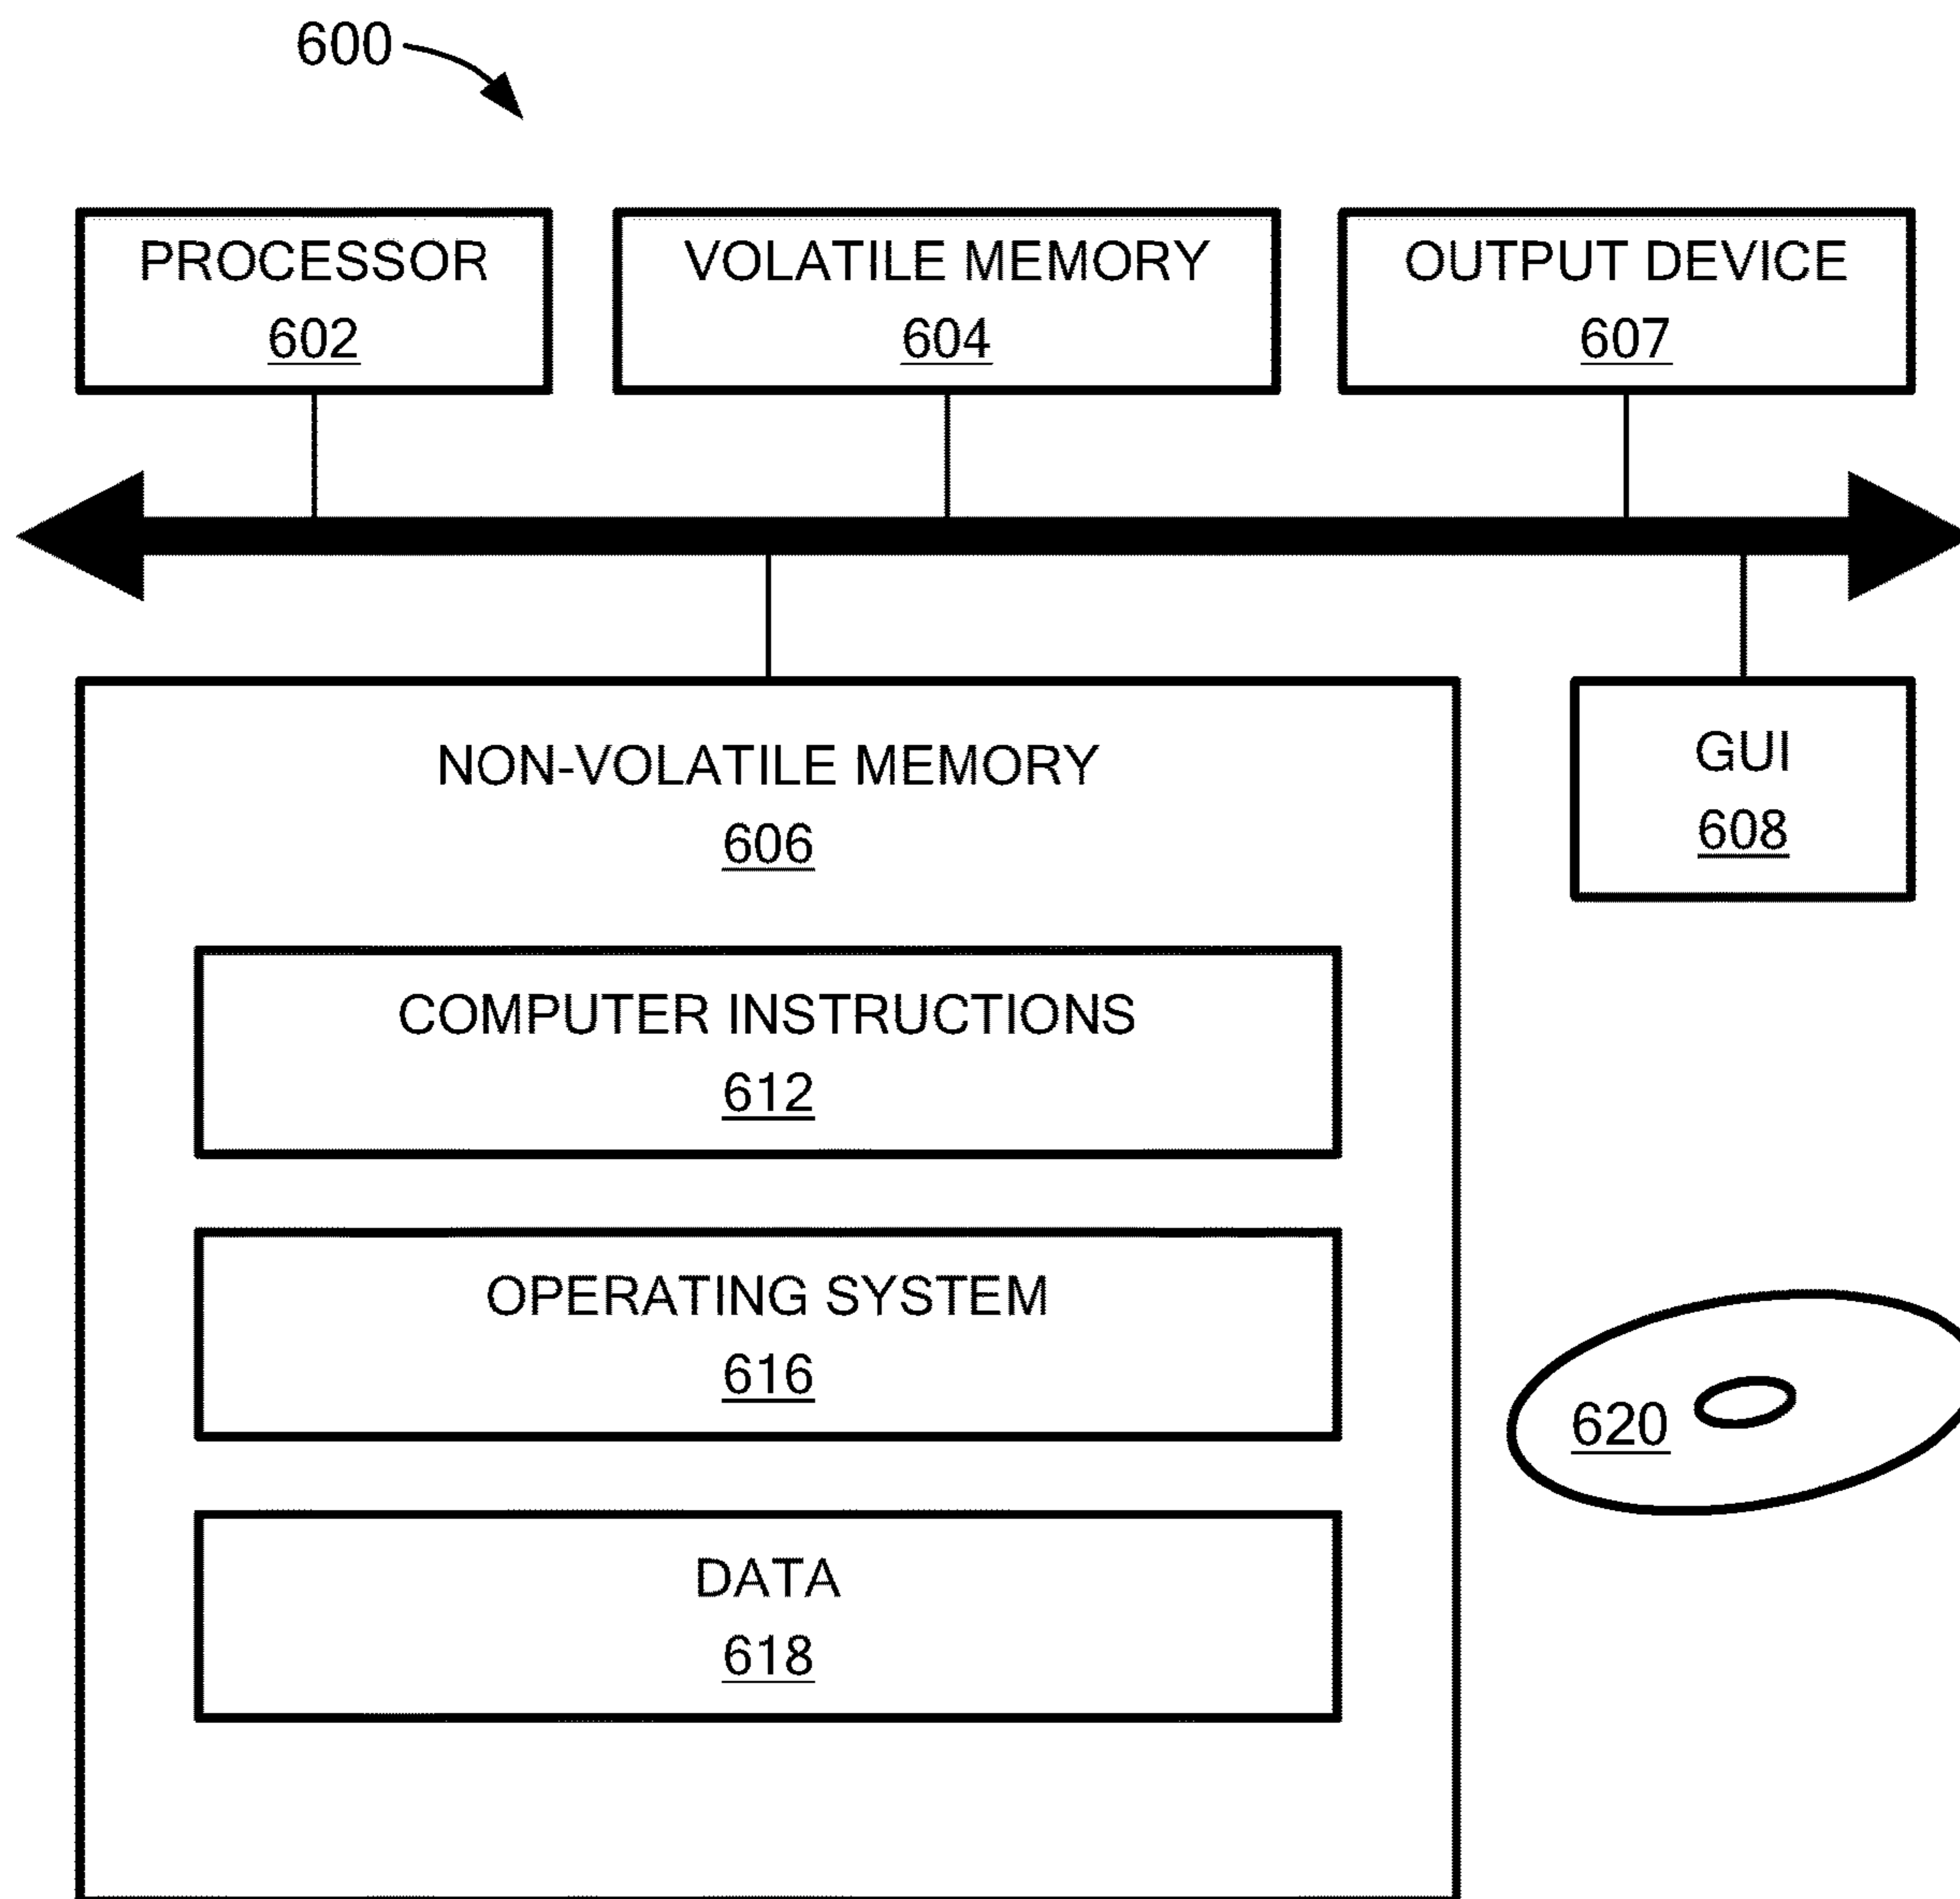 600
PROCESSOR
602
VOLATILE MEMORY
604
OUTPUT DEVICE
607
NON-VOLATILE MEMORY
606
GUI
608
COMPUTER INSTRUCTIONS
612
OPERATING SYSTEM
616
620
DATA
618